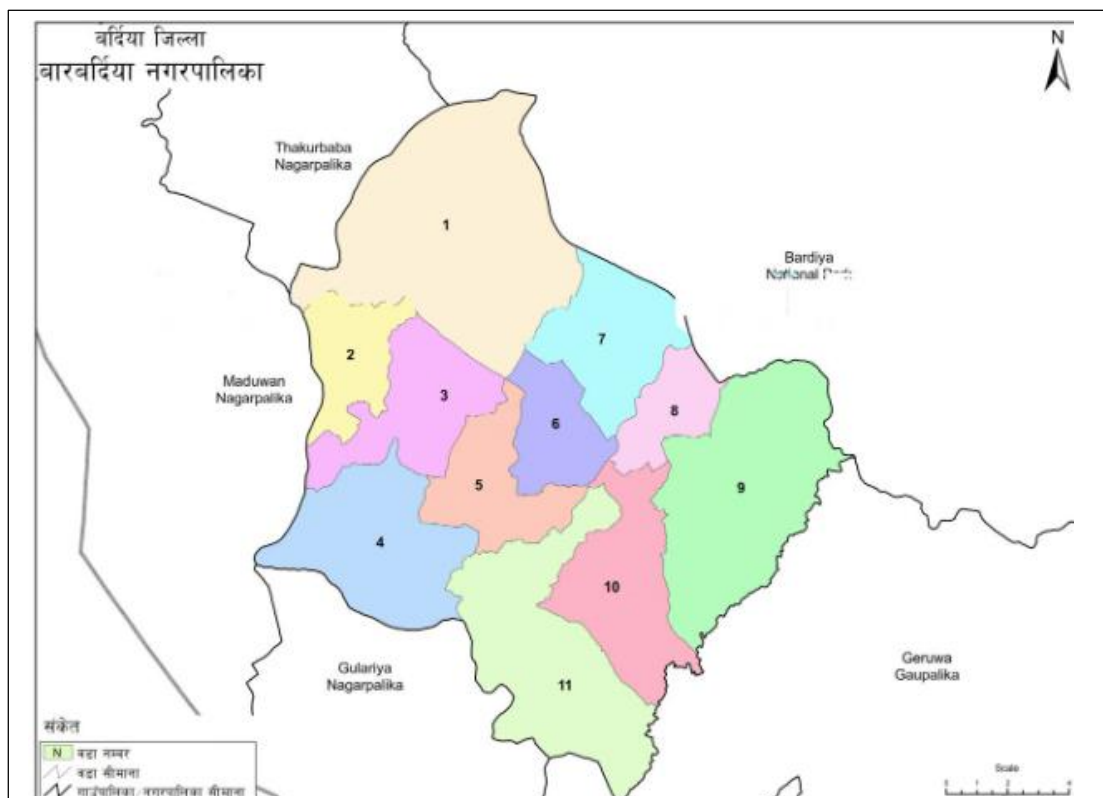 बर्दिया जिल्ला
बारबर्दिया नगरपालिका
N
Thakurbaba
Nagarpalika
1
Bardiya
National
7
2
Maduwan
Nagarpalika
3
8
6
5
9
4
10
Geruwa
Gaupalika
Gulariya
Nagarpalika
11
संकेत
N वडा नम्बर
वडा सीमाना
गाउँपालिका/नगरपालिका सीमाना
Scale